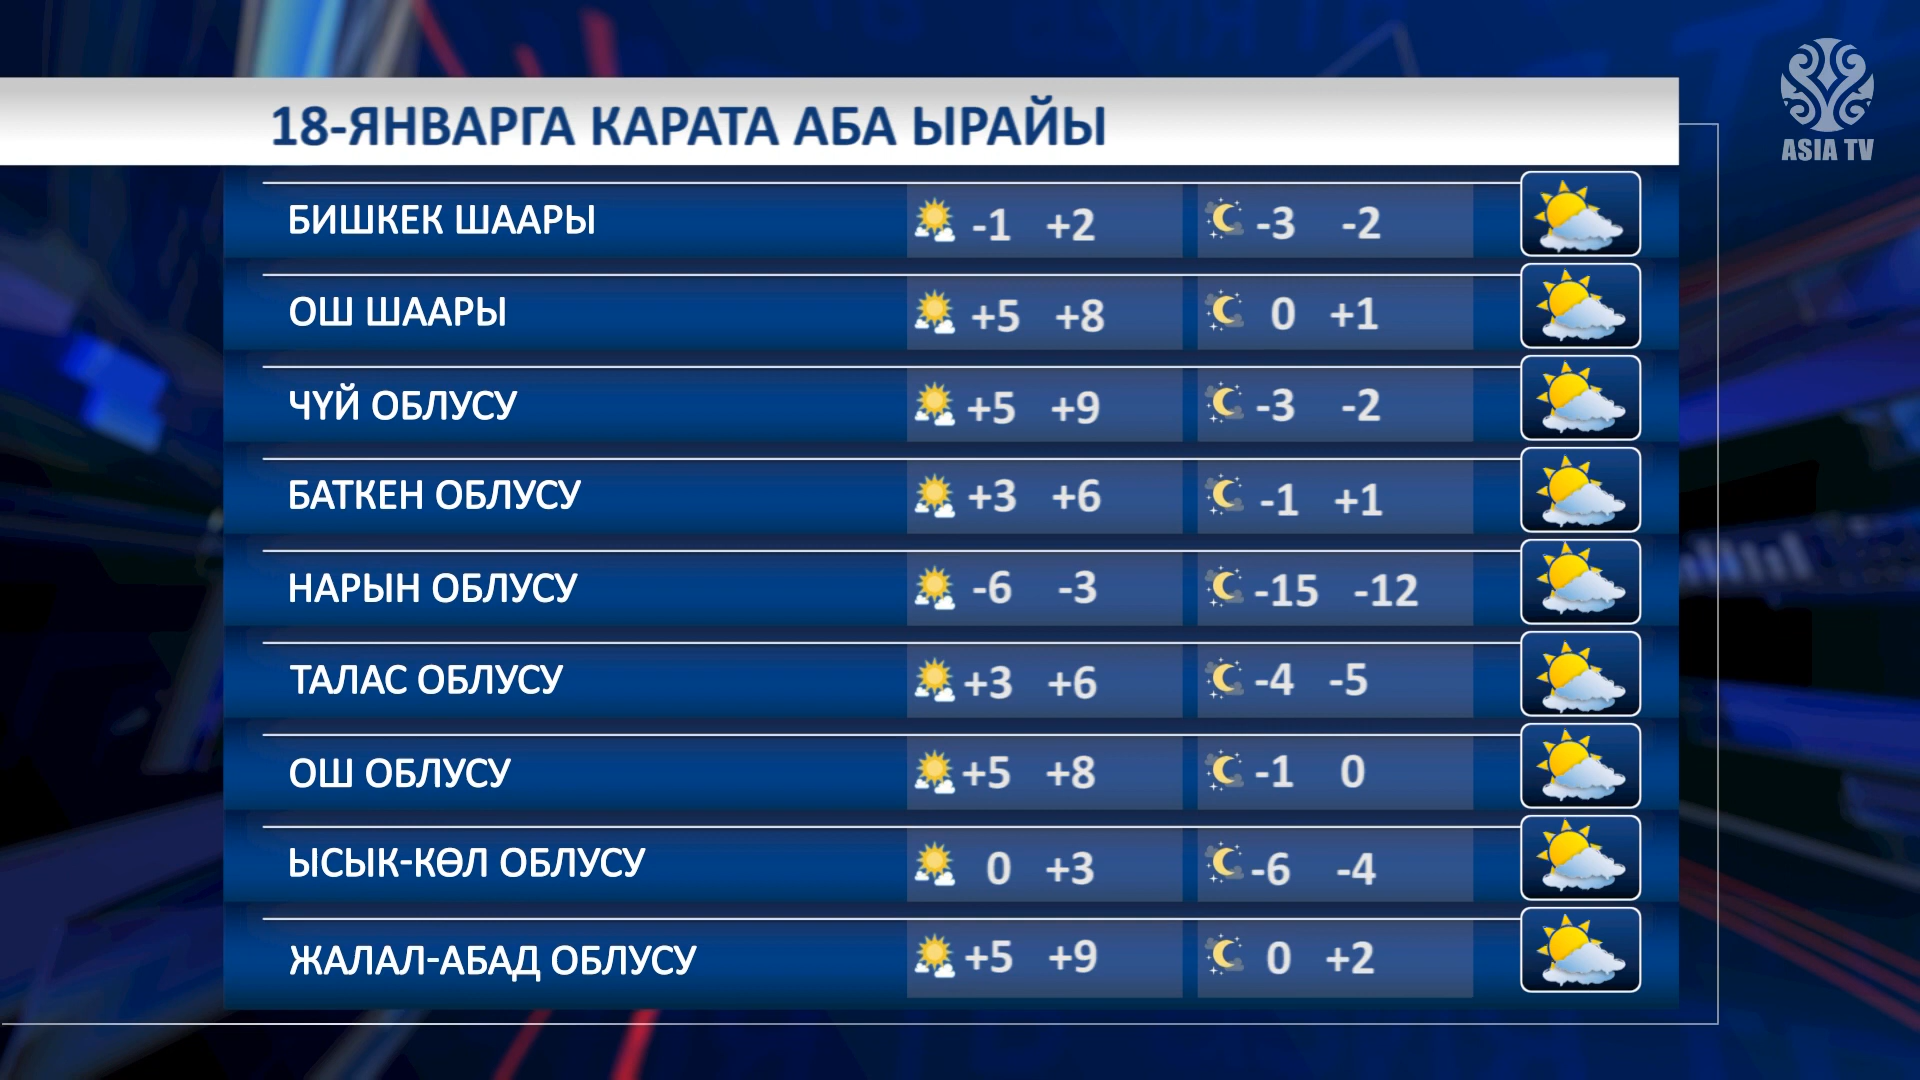 18-ЯНВАРГА КАРАТА АБА ЫРАЙЫ
ASIA TV
БИШКЕК ШААРЫ -1 +2 -3 -2
ОШ ШААРЫ +5 +8 0 +1
ЧҮЙ ОБЛУСУ +5 +9 -3 -2
БАТКЕН ОБЛУСУ +3 +6 -1 +1
НАРЫН ОБЛУСУ -6 -3 -15 -12
ТАЛАС ОБЛУСУ +3 +6 -4 -5
ОШ ОБЛУСУ +5 +8 -1 0
ЫСЫК-КӨЛ ОБЛУСУ 0 +3 -6 -4
ЖАЛАЛ-АБАД ОБЛУСУ +5 +9 0 +2